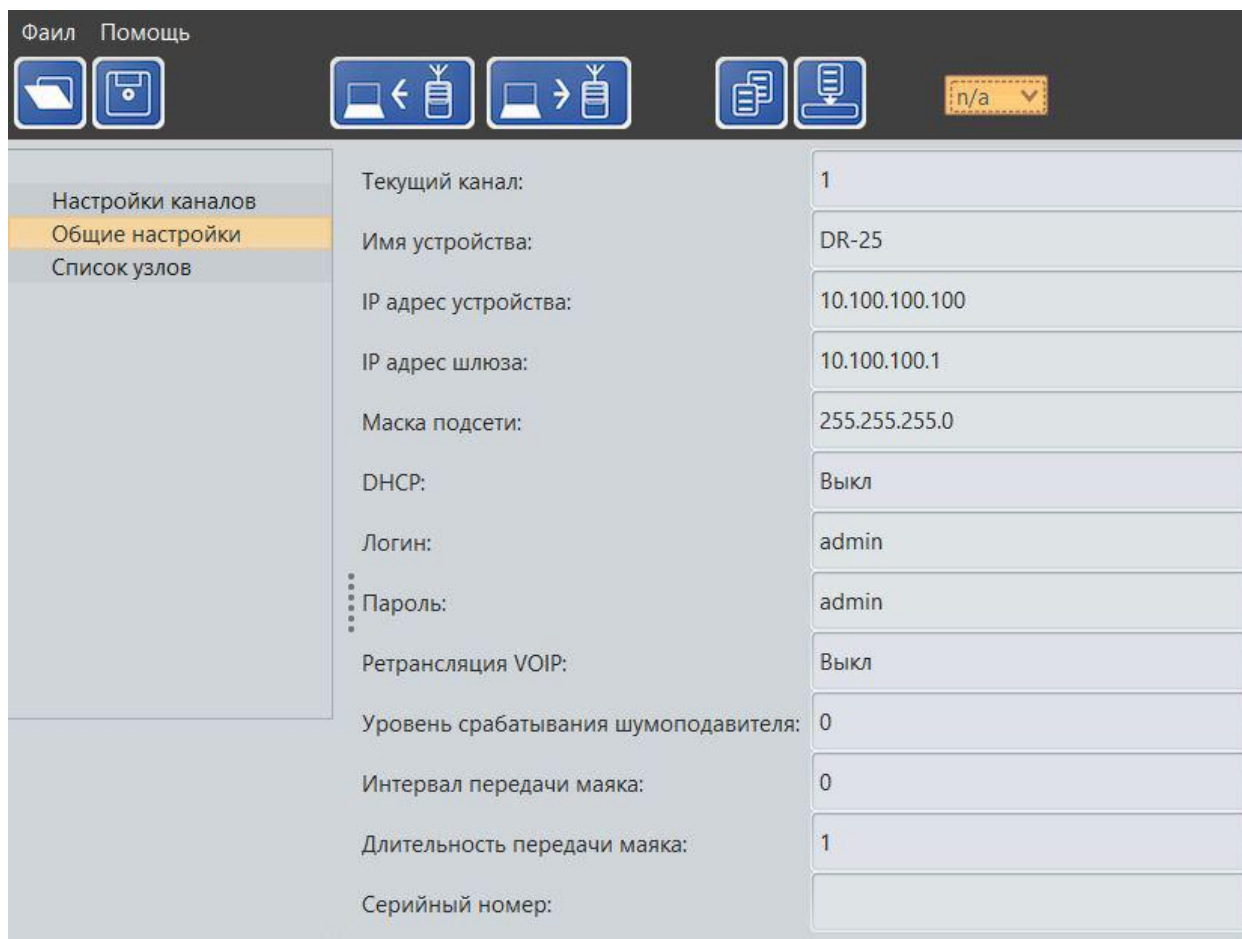 Фаил Помощь
n/a
Настройки каналов
Общие настройки
Список узлов
Текущий канал: 1
Имя устройства: DR-25
IP адрес устройства: 10.100.100.100
IP адрес шлюза: 10.100.100.1
Маска подсети: 255.255.255.0
DHCP: Выкл
Логин: admin
Пароль: admin
Ретрансляция VOIP: Выкл
Уровень срабатывания шумоподавителя: 0
Интервал передачи маяка: 0
Длительность передачи маяка: 1
Серийный номер: